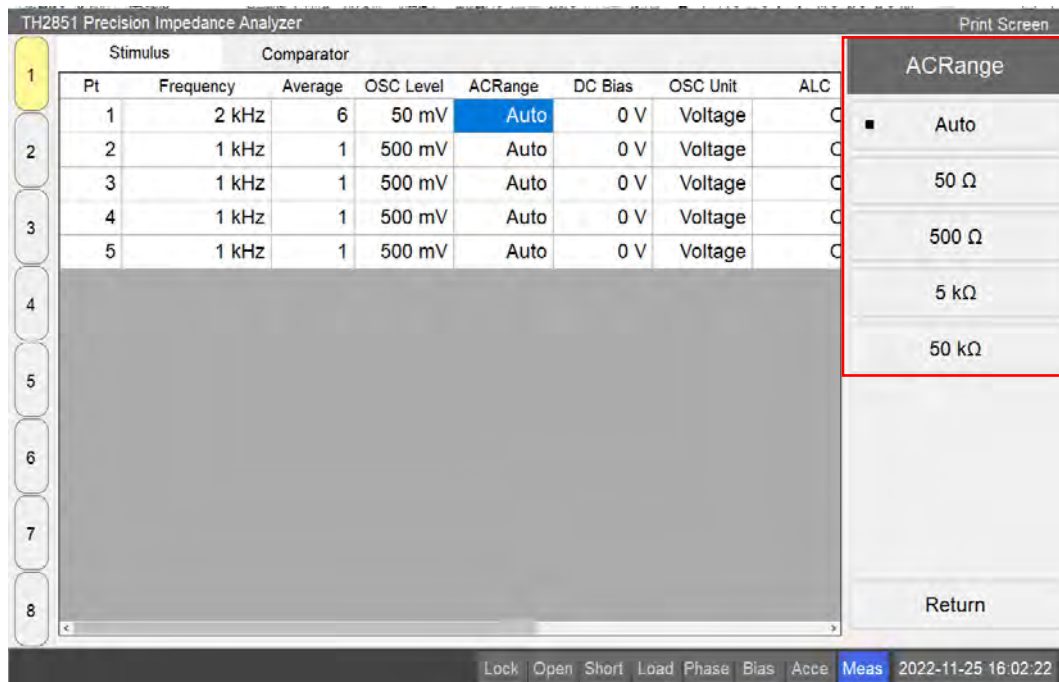 TH2851 Precision Impedance Analyzer Print Screen
Stimulus Comparator
Pt Frequency Average OSC Level ACRange DC Bias OSC Unit ALC
1 2 kHz 6 50 mV Auto 0 V Voltage
2 1 kHz 1 500 mV Auto 0 V Voltage
3 1 kHz 1 500 mV Auto 0 V Voltage
4 1 kHz 1 500 mV Auto 0 V Voltage
5 1 kHz 1 500 mV Auto 0 V Voltage
1
2
3
4
5
6
7
8
ACRange
Auto
50 Ω
500 Ω
5 kΩ
50 kΩ
Return
Lock Open Short Load Phase Bias Acce Meas 2022-11-25 16:02:22